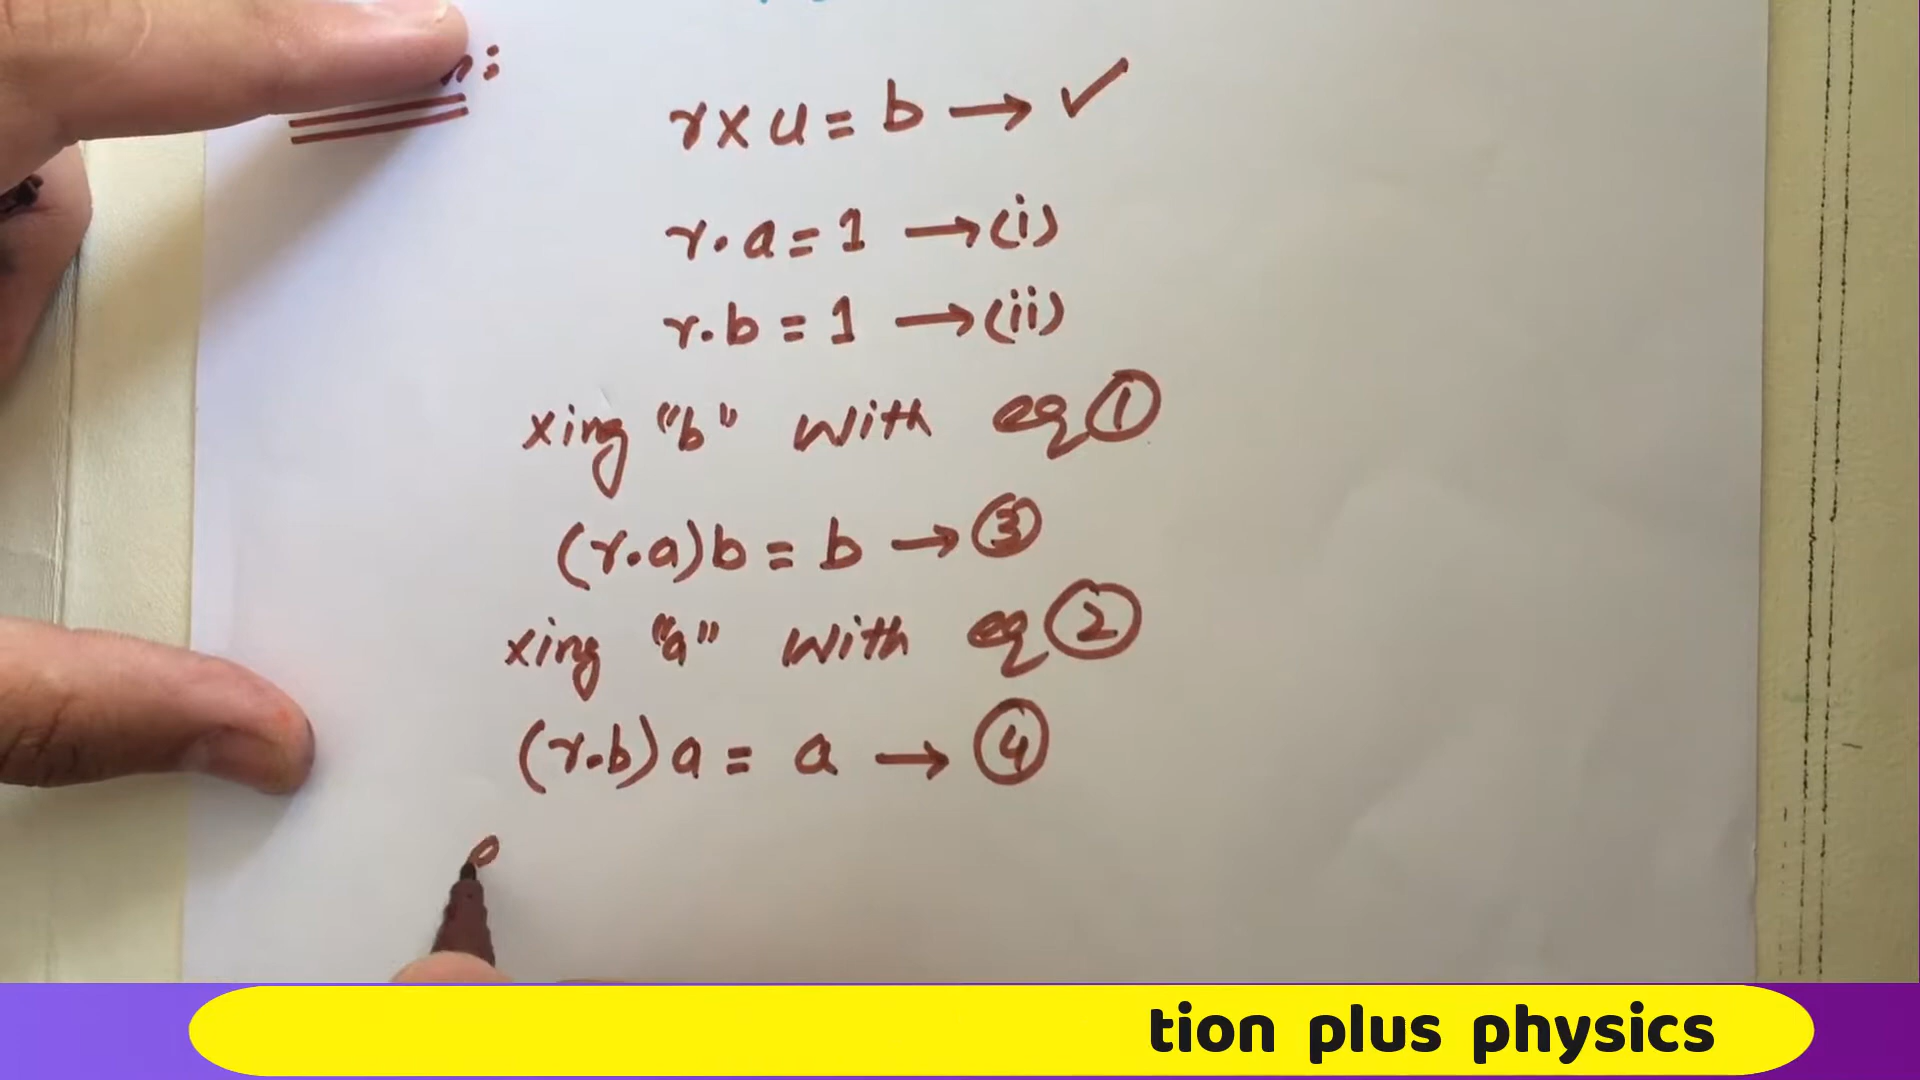 :
r x u = b → ✓
r . a = 1 → (i)
r . b = 1 → (ii)
xing "b" with eq ①
(r . a) b = b → ③
xing "a" with eq ②
(r . b) a = a → ④
tion plus physics